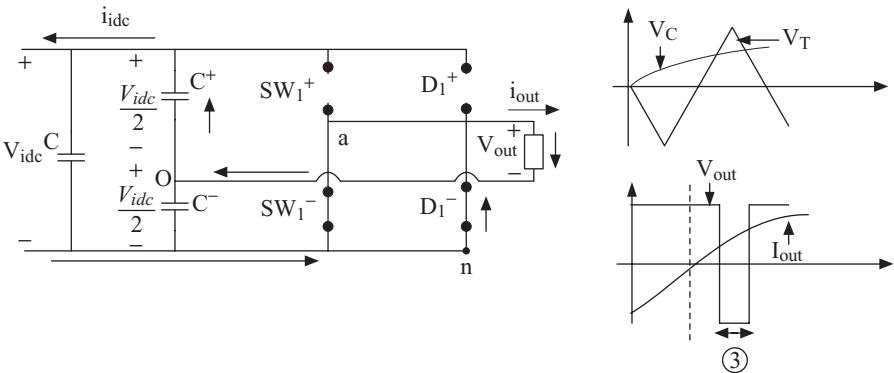 i_idc
+ + SW₁⁺ D₁⁺ i_out
V_idc/2 C⁺
− a + V_out −
V_idc C
+ O
V_idc/2 C⁻ SW₁⁻ D₁⁻
− −
n
V_C V_T
V_out
I_out
③